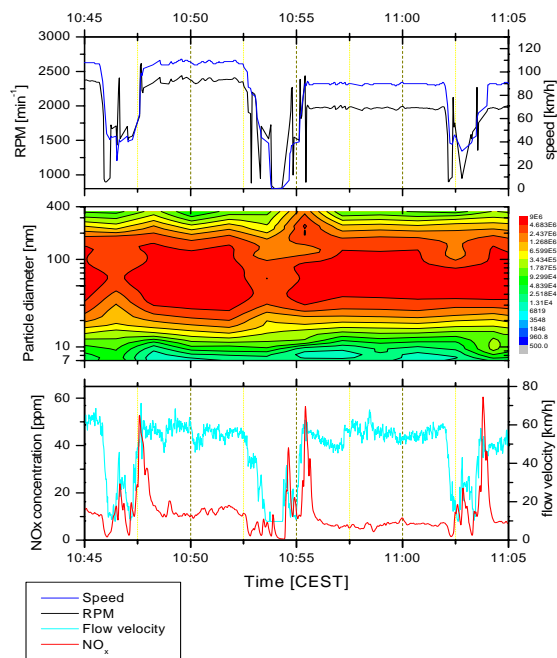 10:45 10:50 10:55 11:00 11:05
3000
2500
2000
1500
1000
RPM [min⁻¹]
120
100
80
60
40
20
0
speed [km/h]
400
100
10
7
Particle diameter [nm]
9E6
4.683E6
2.437E6
1.268E6
6.599E5
3.434E5
1.787E5
9.299E4
4.839E4
2.518E4
1.31E4
6819
3548
1846
960.8
500.0
60
40
20
0
NOx concentration [ppm]
80
60
40
20
0
flow velocity [km/h]
10:45 10:50 10:55 11:00 11:05
Time [CEST]
Speed
RPM
Flow velocity
NOₓ